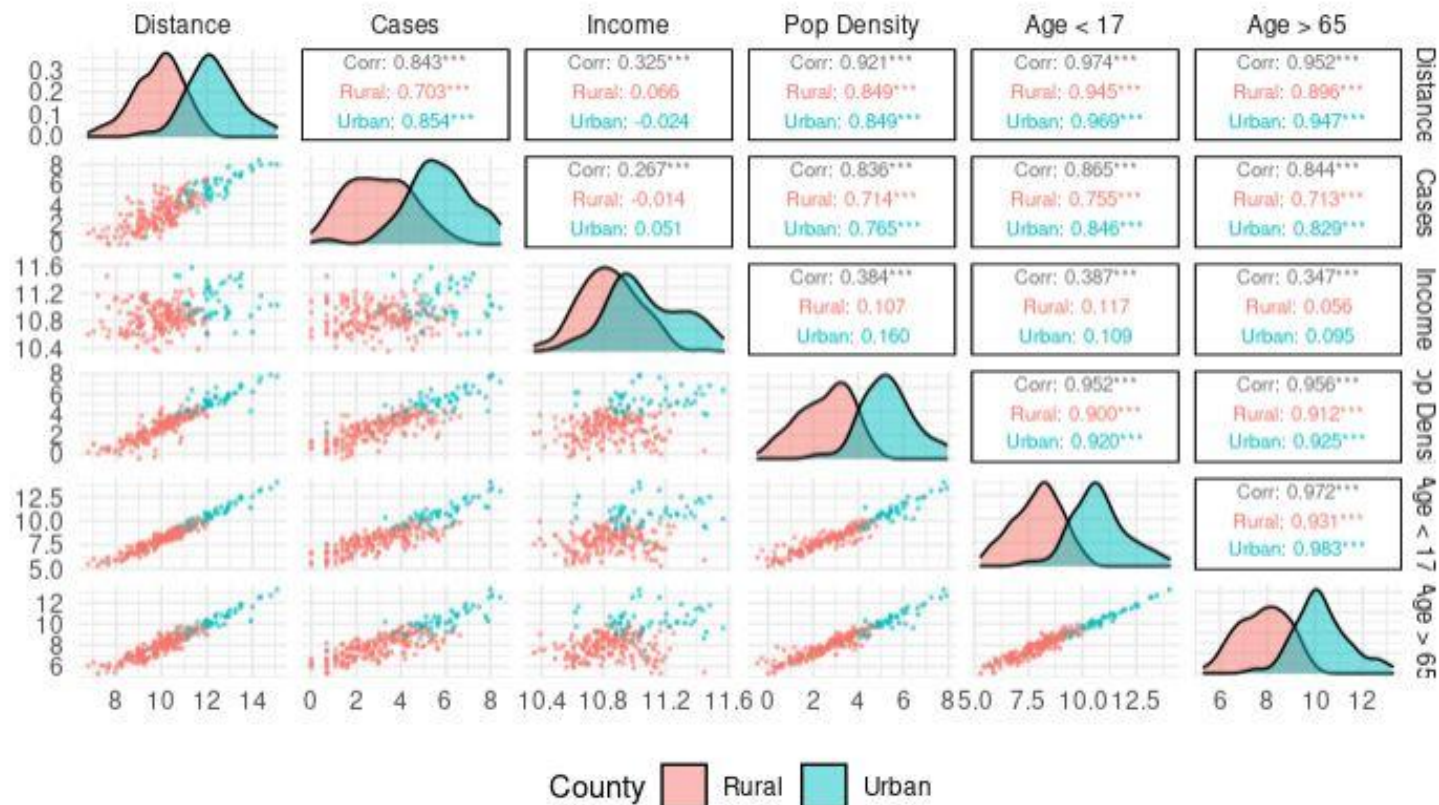 Distance Cases Income Pop Density Age < 17 Age > 65
0.3
0.2
0.1
0.0
Corr: 0.843***
Rural: 0.703***
Urban: 0.854***
Corr: 0.325***
Rural: 0.066
Urban: -0.024
Corr: 0.921***
Rural: 0.849***
Urban: 0.849***
Corr: 0.974***
Rural: 0.945***
Urban: 0.969***
Corr: 0.952***
Rural: 0.896***
Urban: 0.947***
Distance
8
6
4
2
0
Corr: 0.267***
Rural: -0.014
Urban: 0.051
Corr: 0.836***
Rural: 0.714***
Urban: 0.765***
Corr: 0.865***
Rural: 0.755***
Urban: 0.846***
Corr: 0.844***
Rural: 0.713***
Urban: 0.829***
Cases
11.6
11.2
10.8
10.4
Corr: 0.384***
Rural: 0.107
Urban: 0.160
Corr: 0.387***
Rural: 0.117
Urban: 0.109
Corr: 0.347***
Rural: 0.056
Urban: 0.095
Income
8
6
4
2
0
Corr: 0.952***
Rural: 0.900***
Urban: 0.920***
Corr: 0.956***
Rural: 0.912***
Urban: 0.925***
op Dens
12.5
10.0
7.5
5.0
Corr: 0.972***
Rural: 0.931***
Urban: 0.983***
Age < 17
12
10
8
6
Age > 65
8 10 12 14 0 2 4 6 8 10.4 10.8 11.2 11.6 0 2 4 6 8 5.0 7.5 10.0 12.5 6 8 10 12
County Rural Urban